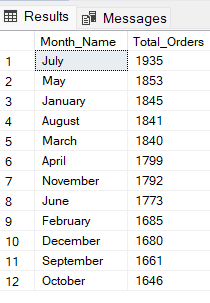 Results Messages
Month_Name Total_Orders
1 July 1935
2 May 1853
3 January 1845
4 August 1841
5 March 1840
6 April 1799
7 November 1792
8 June 1773
9 February 1685
10 December 1680
11 September 1661
12 October 1646